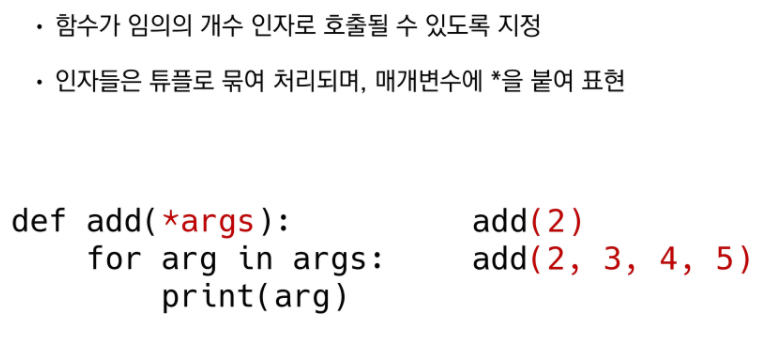 • 함수가 임의의 개수 인자로 호출될 수 있도록 지정
• 인자들은 튜플로 묶여 처리되며, 매개변수에 *을 붙여 표현
def add(*args):
    for arg in args:
        print(arg)
add(2)
add(2, 3, 4, 5)